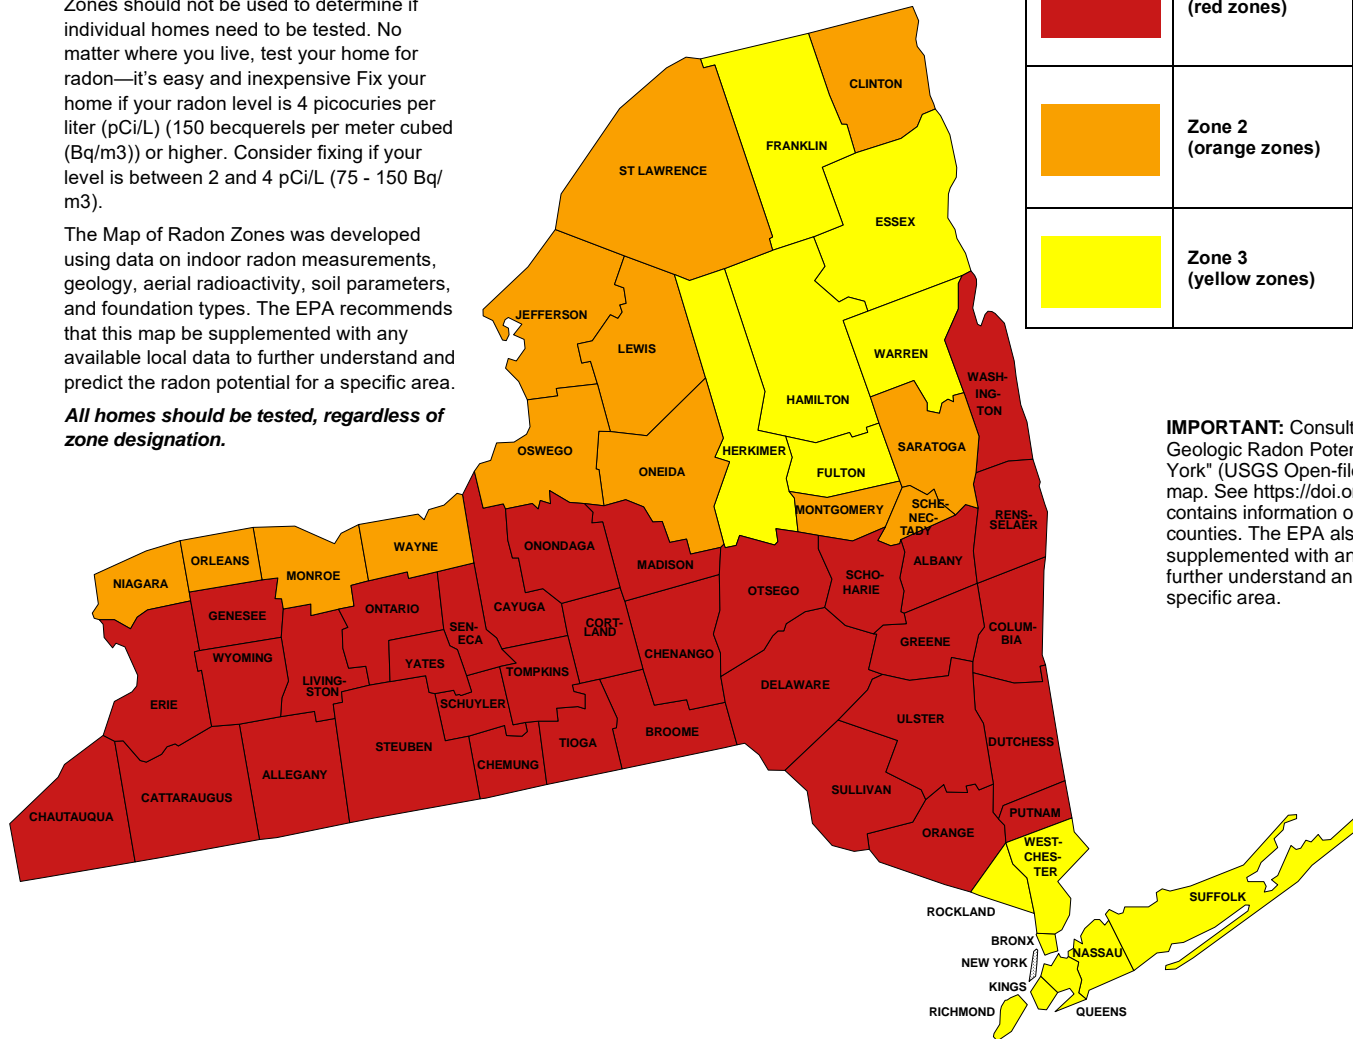 Zones should not be used to determine if
individual homes need to be tested. No
matter where you live, test your home for
radon—it's easy and inexpensive Fix your
home if your radon level is 4 picocuries per
liter (pCi/L) (150 becquerels per meter cubed
(Bq/m3)) or higher. Consider fixing if your
level is between 2 and 4 pCi/L (75 - 150 Bq/
m3).
The Map of Radon Zones was developed
using data on indoor radon measurements,
geology, aerial radioactivity, soil parameters,
and foundation types. The EPA recommends
that this map be supplemented with any
available local data to further understand and
predict the radon potential for a specific area.
All homes should be tested, regardless of
zone designation.
(red zones)
Zone 2
(orange zones)
Zone 3
(yellow zones)
IMPORTANT: Consult
Geologic Radon Poten
York" (USGS Open-file
map. See https://doi.or
contains information o
counties. The EPA als
supplemented with an
further understand an
specific area.
CLINTON
FRANKLIN
ST LAWRENCE
ESSEX
JEFFERSON
LEWIS
WARREN
WASH-
ING-
TON
HAMILTON
HERKIMER
SARATOGA
OSWEGO
ONEIDA
FULTON
MONTGOMERY
SCHE-
NEC-
TADY
RENS-
SELAER
WAYNE
ONONDAGA
MADISON
ORLEANS
MONROE
NIAGARA
ALBANY
SCHO-
HARIE
OTSEGO
GENESEE
ONTARIO
CAYUGA
SEN-
ECA
CORT-
LAND
CHENANGO
GREENE
COLUM-
BIA
WYOMING
LIVING-
STON
YATES
TOMPKINS
DELAWARE
ERIE
SCHUYLER
ULSTER
STEUBEN
TIOGA
BROOME
DUTCHESS
CHEMUNG
ALLEGANY
CATTARAUGUS
CHAUTAUQUA
SULLIVAN
ORANGE
PUTNAM
WEST-
CHES-
TER
ROCKLAND
SUFFOLK
BRONX
NEW YORK
NASSAU
KINGS
RICHMOND
QUEENS